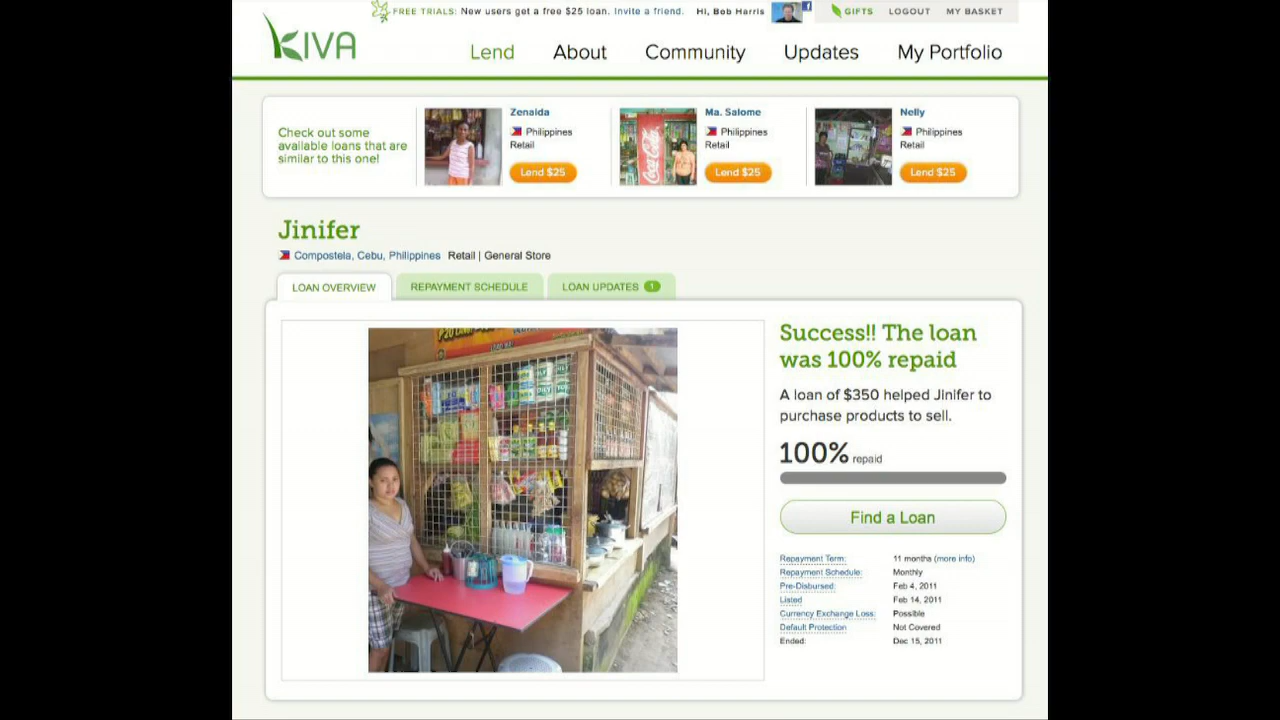 FREE TRIALS: New users get a free $25 loan. Invite a friend. Hi, Bob Harris GIFTS LOGOUT MY BASKET
KIVA
Lend About Community Updates My Portfolio
Check out some
available loans that are
similar to this one!
Zenaida
Philippines
Retail
Lend $25
Ma. Salome
Philippines
Retail
Lend $25
Nelly
Philippines
Retail
Lend $25
Coca-Cola
Jinifer
Compostela, Cebu, Philippines Retail | General Store
LOAN OVERVIEW REPAYMENT SCHEDULE LOAN UPDATES 1
Success!! The loan
was 100% repaid
A loan of $350 helped Jinifer to
purchase products to sell.
100% repaid
Find a Loan
Repayment Term: 11 months (more info)
Repayment Schedule: Monthly
Pre-Disbursed: Feb 4, 2011
Listed Feb 14, 2011
Currency Exchange Loss: Possible
Default Protection Not Covered
Ended: Dec 15, 2011